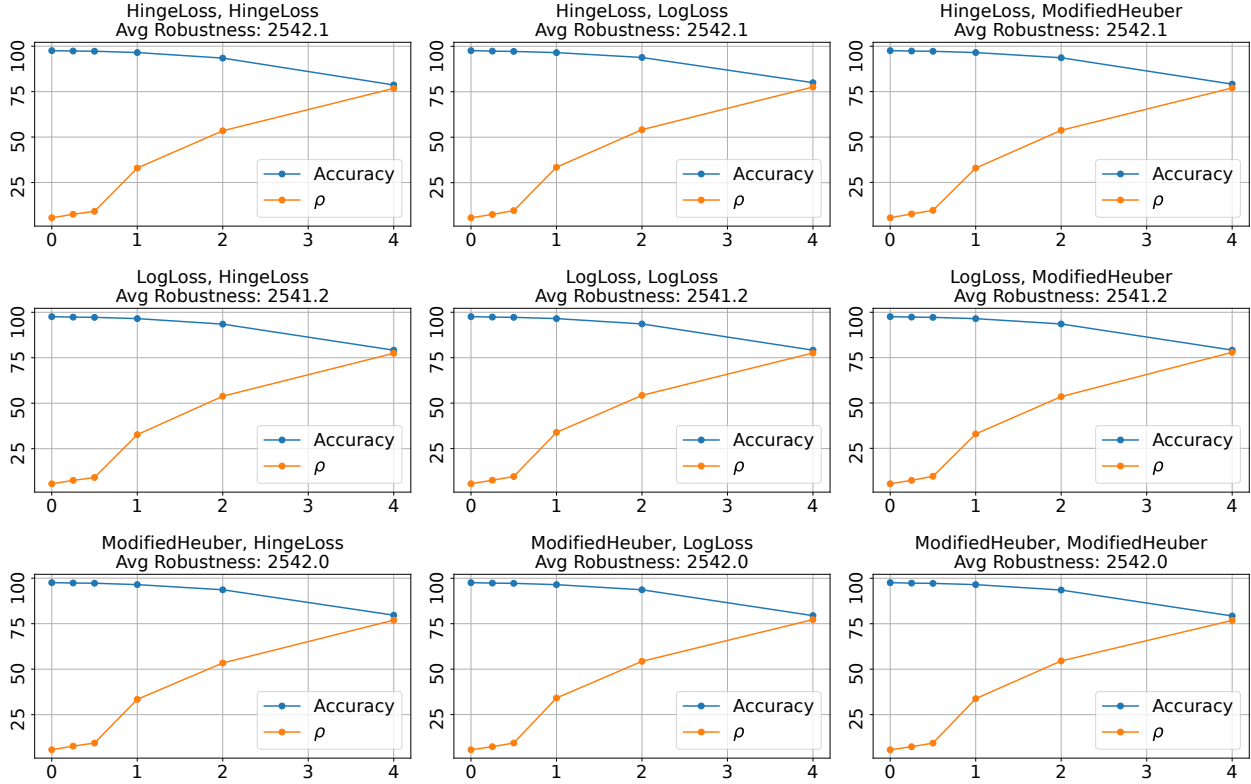 HingeLoss, HingeLoss
Avg Robustness: 2542.1
100
75
50
25
Accuracy
ρ
0 1 2 3 4
HingeLoss, LogLoss
Avg Robustness: 2542.1
100
75
50
25
Accuracy
ρ
0 1 2 3 4
HingeLoss, ModifiedHeuber
Avg Robustness: 2542.1
100
75
50
25
Accuracy
ρ
0 1 2 3 4
LogLoss, HingeLoss
Avg Robustness: 2541.2
100
75
50
25
Accuracy
ρ
0 1 2 3 4
LogLoss, LogLoss
Avg Robustness: 2541.2
100
75
50
25
Accuracy
ρ
0 1 2 3 4
LogLoss, ModifiedHeuber
Avg Robustness: 2541.2
100
75
50
25
Accuracy
ρ
0 1 2 3 4
ModifiedHeuber, HingeLoss
Avg Robustness: 2542.0
100
75
50
25
Accuracy
ρ
0 1 2 3 4
ModifiedHeuber, LogLoss
Avg Robustness: 2542.0
100
75
50
25
Accuracy
ρ
0 1 2 3 4
ModifiedHeuber, ModifiedHeuber
Avg Robustness: 2542.0
100
75
50
25
Accuracy
ρ
0 1 2 3 4